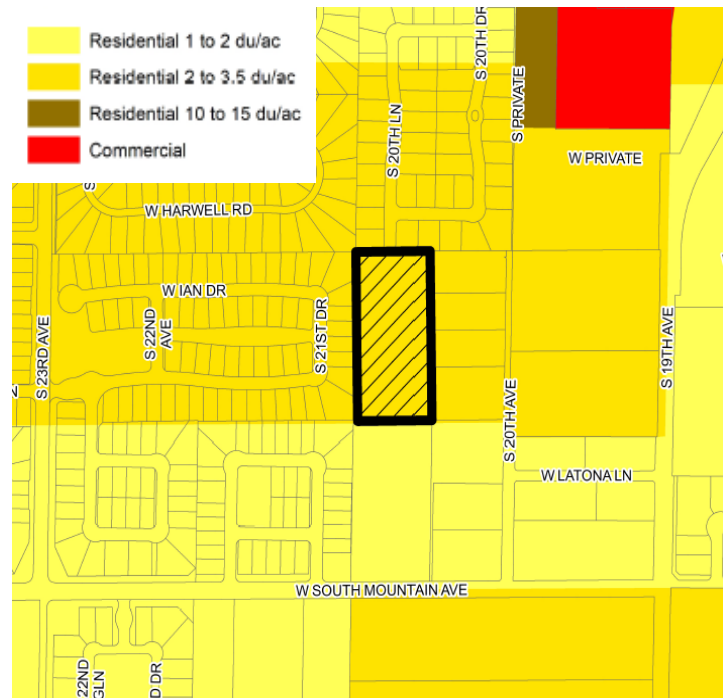 Residential 1 to 2 du/ac
Residential 2 to 3.5 du/ac
Residential 10 to 15 du/ac
Commercial
S 20TH DR
S PRIVATE
S 20TH LN
W PRIVATE
S
W HARWELL RD
W IAN DR
S 22ND
AVE
S 21ST DR
S 23RD AVE
S 19TH AVE
S 20TH AVE
W LATONA LN
W SOUTH MOUNTAIN AVE
22ND
GLN
D DR